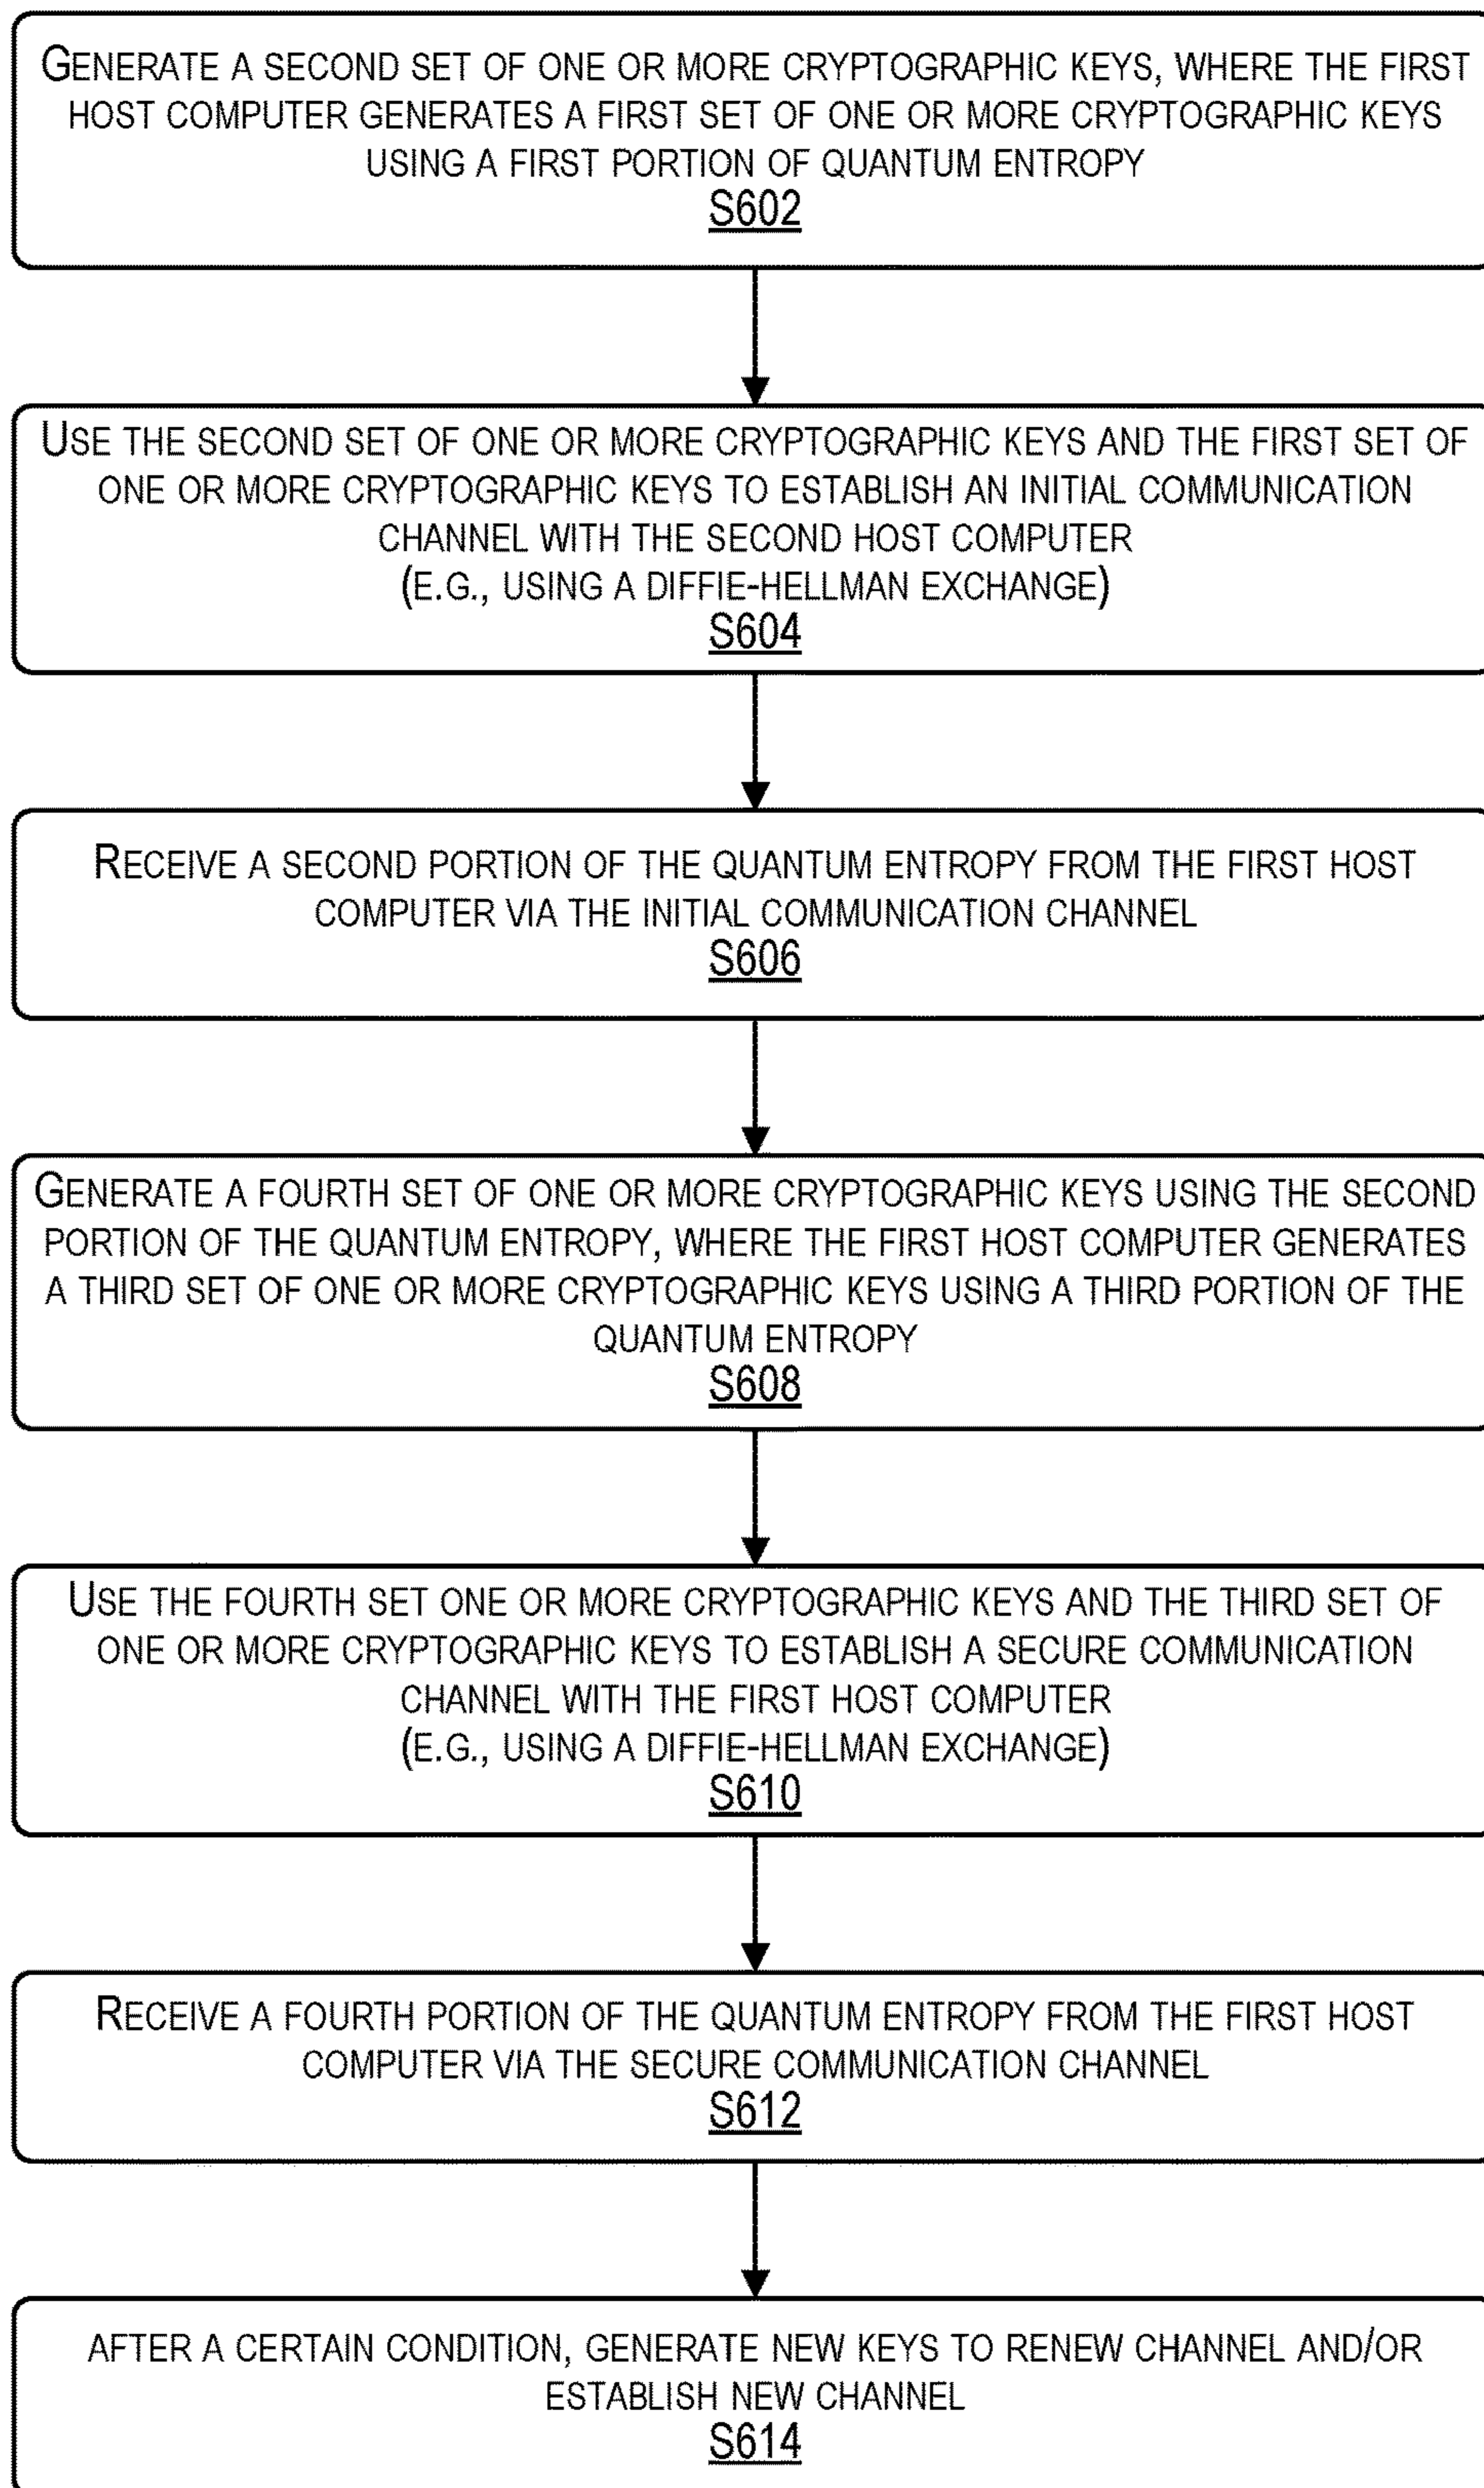 GENERATE A SECOND SET OF ONE OR MORE CRYPTOGRAPHIC KEYS, WHERE THE FIRST
HOST COMPUTER GENERATES A FIRST SET OF ONE OR MORE CRYPTOGRAPHIC KEYS
USING A FIRST PORTION OF QUANTUM ENTROPY
S602
USE THE SECOND SET OF ONE OR MORE CRYPTOGRAPHIC KEYS AND THE FIRST SET OF
ONE OR MORE CRYPTOGRAPHIC KEYS TO ESTABLISH AN INITIAL COMMUNICATION
CHANNEL WITH THE SECOND HOST COMPUTER
(E.G., USING A DIFFIE-HELLMAN EXCHANGE)
S604
RECEIVE A SECOND PORTION OF THE QUANTUM ENTROPY FROM THE FIRST HOST
COMPUTER VIA THE INITIAL COMMUNICATION CHANNEL
S606
GENERATE A FOURTH SET OF ONE OR MORE CRYPTOGRAPHIC KEYS USING THE SECOND
PORTION OF THE QUANTUM ENTROPY, WHERE THE FIRST HOST COMPUTER GENERATES
A THIRD SET OF ONE OR MORE CRYPTOGRAPHIC KEYS USING A THIRD PORTION OF THE
QUANTUM ENTROPY
S608
USE THE FOURTH SET ONE OR MORE CRYPTOGRAPHIC KEYS AND THE THIRD SET OF
ONE OR MORE CRYPTOGRAPHIC KEYS TO ESTABLISH A SECURE COMMUNICATION
CHANNEL WITH THE FIRST HOST COMPUTER
(E.G., USING A DIFFIE-HELLMAN EXCHANGE)
S610
RECEIVE A FOURTH PORTION OF THE QUANTUM ENTROPY FROM THE FIRST HOST
COMPUTER VIA THE SECURE COMMUNICATION CHANNEL
S612
AFTER A CERTAIN CONDITION, GENERATE NEW KEYS TO RENEW CHANNEL AND/OR
ESTABLISH NEW CHANNEL
S614